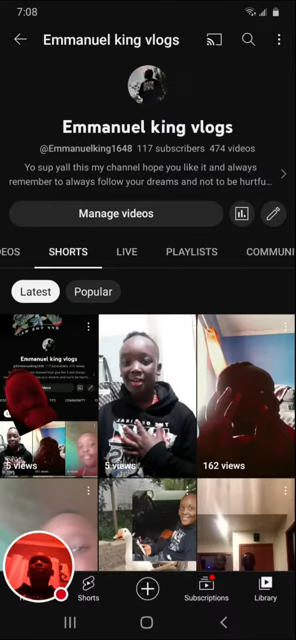 7:08
Emmanuel king vlogs
Emmanuel king vlogs
@Emmanuelking1648 117 subscribers 474 videos
Yo sup yall this my channel hope you like it and always
remember to always follow your dreams and not to be hurtfu...
Manage videos
EOS SHORTS LIVE PLAYLISTS COMMUNI
Latest Popular
Emmanuel king vlogs
5 views 5 views 162 views
Shorts Subscriptions Library